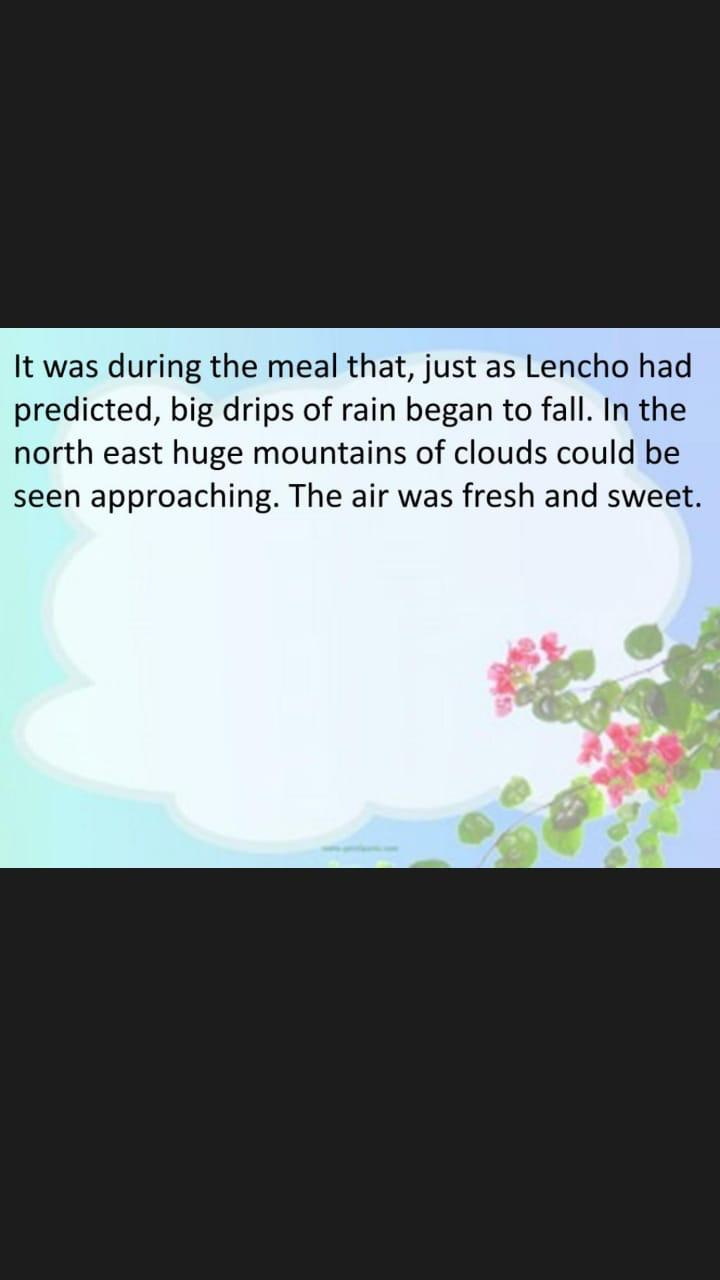 It was during the meal that, just as Lencho had
predicted, big drips of rain began to fall. In the
north east huge mountains of clouds could be
seen approaching. The air was fresh and sweet.